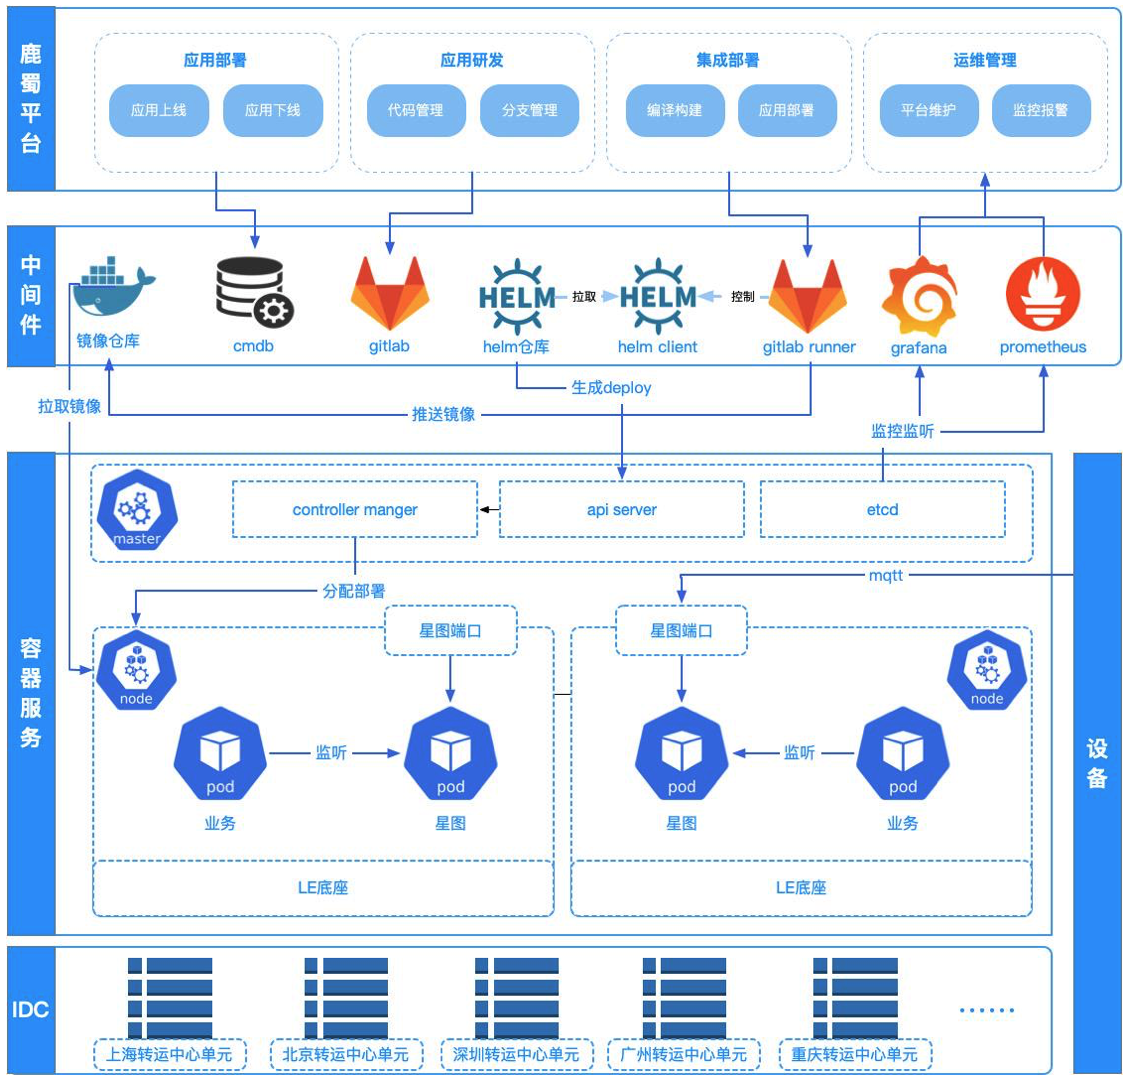 鹿蜀平台
应用部署
应用上线
应用下线
应用研发
代码管理
分支管理
集成部署
编译构建
应用部署
运维管理
平台维护
监控报警
中间件
镜像仓库
cmdb
gitlab
HELM
helm仓库
拉取
HELM
helm client
控制
gitlab runner
grafana
prometheus
拉取镜像
推送镜像
生成deploy
监控监听
容器服务
master
controller manger
api server
etcd
分配部署
mqtt
设备
node
星图端口
pod
业务
监听
pod
星图
LE底座
星图端口
node
pod
星图
监听
pod
业务
LE底座
IDC
上海转运中心单元
北京转运中心单元
深圳转运中心单元
广州转运中心单元
重庆转运中心单元
······